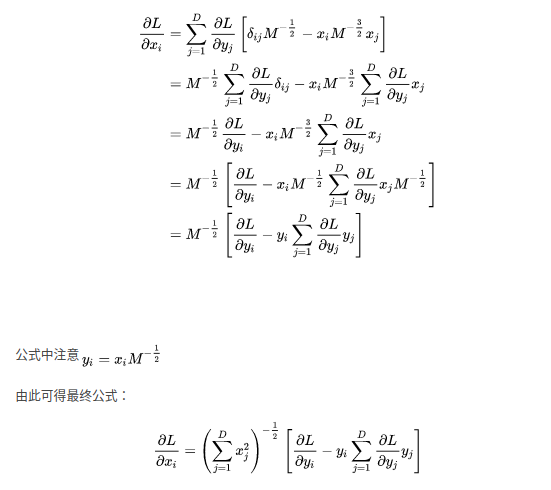 $\frac{\partial L}{\partial x_i} = \sum_{j=1}^{D} \frac{\partial L}{\partial y_j} \left[ \delta_{ij} M^{-\frac{1}{2}} - x_i M^{-\frac{3}{2}} x_j \right]$
$= M^{-\frac{1}{2}} \sum_{j=1}^{D} \frac{\partial L}{\partial y_j} \delta_{ij} - x_i M^{-\frac{3}{2}} \sum_{j=1}^{D} \frac{\partial L}{\partial y_j} x_j$
$= M^{-\frac{1}{2}} \frac{\partial L}{\partial y_i} - x_i M^{-\frac{3}{2}} \sum_{j=1}^{D} \frac{\partial L}{\partial y_j} x_j$
$= M^{-\frac{1}{2}} \left[ \frac{\partial L}{\partial y_i} - x_i M^{-\frac{1}{2}} \sum_{j=1}^{D} \frac{\partial L}{\partial y_j} x_j M^{-\frac{1}{2}} \right]$
$= M^{-\frac{1}{2}} \left[ \frac{\partial L}{\partial y_i} - y_i \sum_{j=1}^{D} \frac{\partial L}{\partial y_j} y_j \right]$
公式中注意 $y_i = x_i M^{-\frac{1}{2}}$
由此可得最终公式：
$\frac{\partial L}{\partial x_i} = \left( \sum_{j=1}^{D} x_j^2 \right)^{-\frac{1}{2}} \left[ \frac{\partial L}{\partial y_i} - y_i \sum_{j=1}^{D} \frac{\partial L}{\partial y_j} y_j \right]$